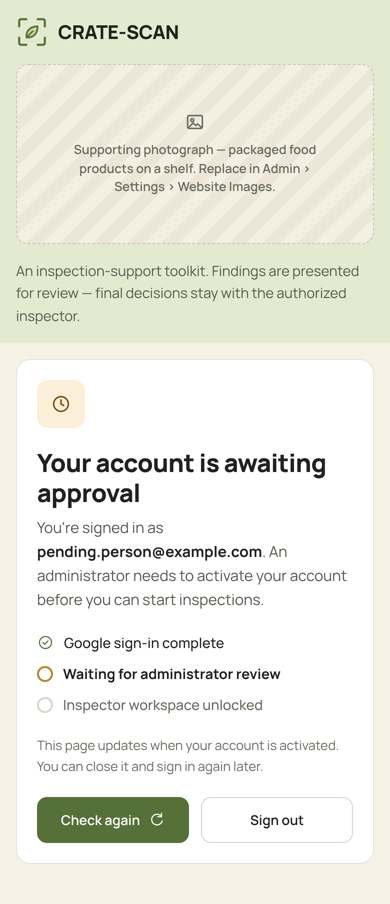 CRATE-SCAN
Supporting photograph — packaged food
products on a shelf. Replace in Admin ›
Settings › Website Images.
An inspection-support toolkit. Findings are presented
for review — final decisions stay with the authorized
inspector.
Your account is awaiting
approval
You're signed in as
pending.person@example.com. An
administrator needs to activate your account
before you can start inspections.
Google sign-in complete
Waiting for administrator review
Inspector workspace unlocked
This page updates when your account is activated.
You can close it and sign in again later.
Check again
Sign out